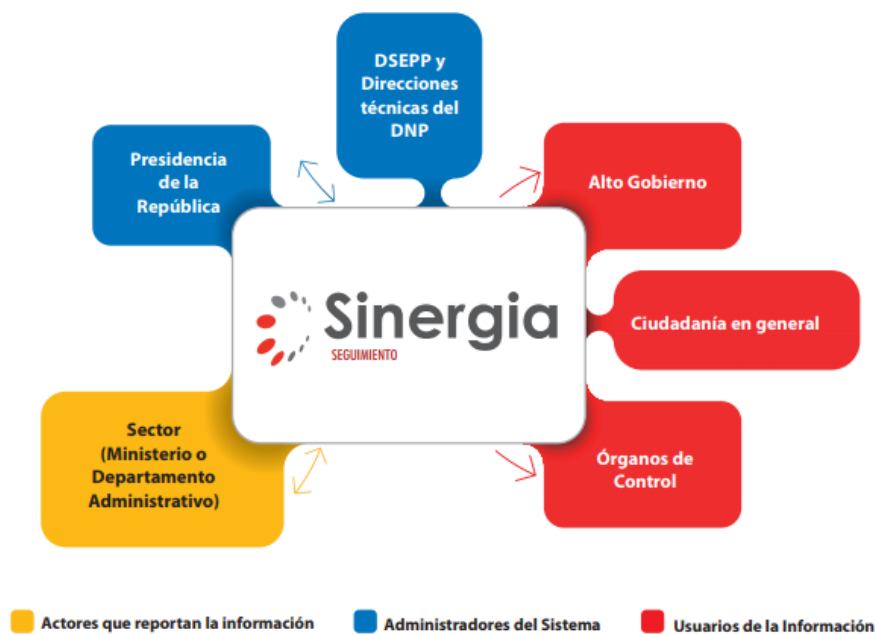 DSEPP y
Direcciones
técnicas del
DNP
Presidencia
de la
República
Alto Gobierno
Sinergia
SEGUIMIENTO
Ciudadanía en general
Sector
(Ministerio o
Departamento
Administrativo)
Órganos de
Control
Actores que reportan la información
Administradores del Sistema
Usuarios de la Información